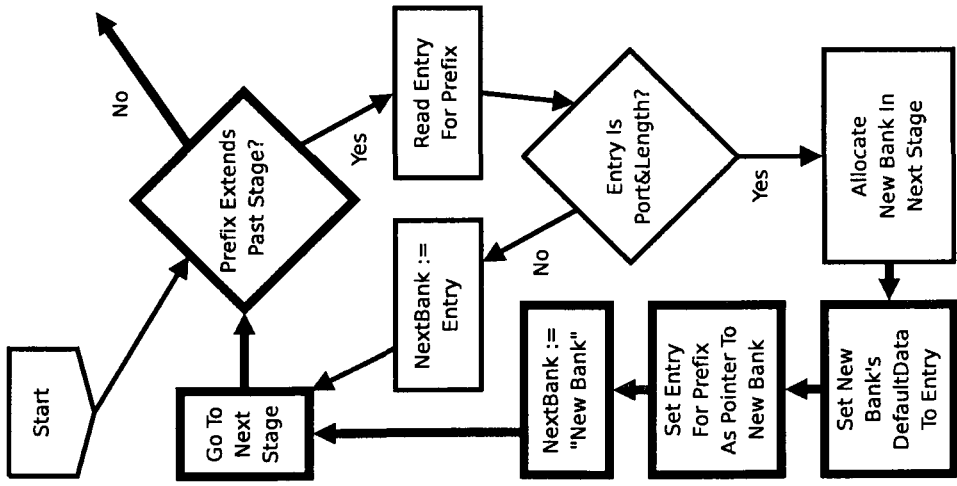 Start
Prefix Extends
Past Stage?
No
Yes
Read Entry
For Prefix
Entry Is
Port&Length?
No
NextBank :=
Entry
Go To
Next
Stage
Yes
Allocate
New Bank In
Next Stage
Set New
Bank's
DefaultData
To Entry
Set Entry
For Prefix
As Pointer To
New Bank
NextBank :=
"New Bank"